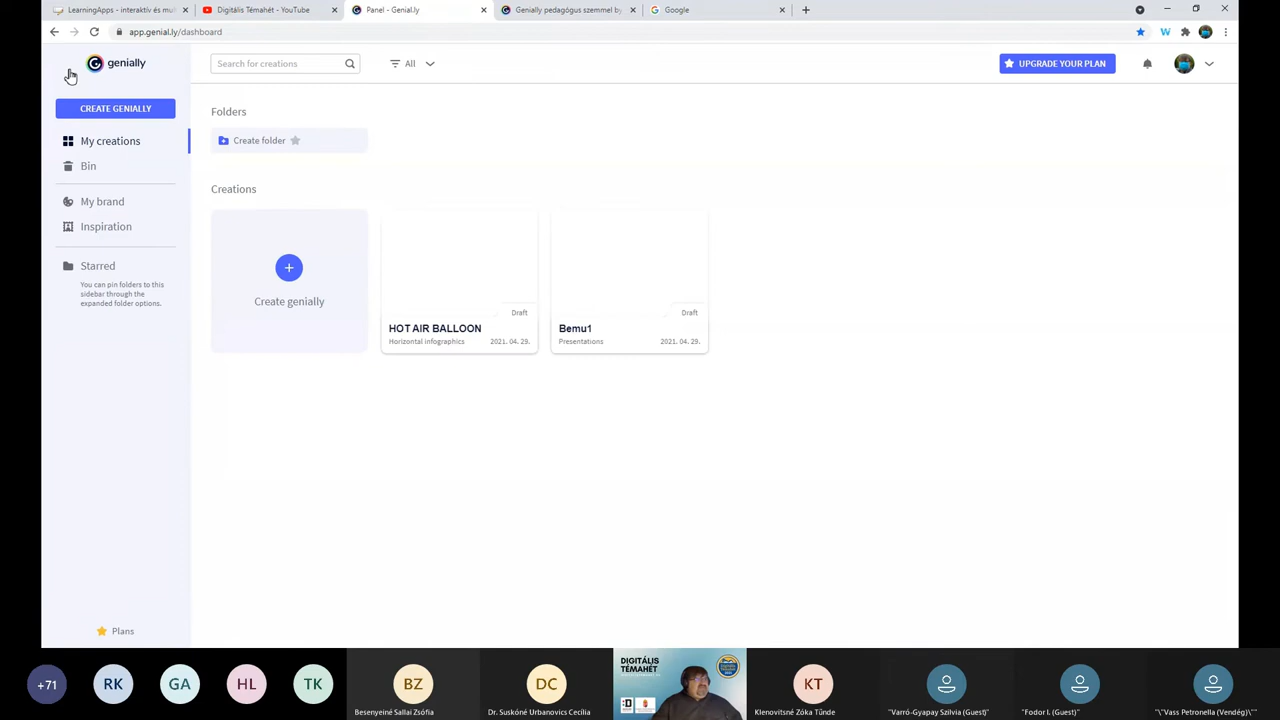 LearningApps - interaktív és mul
Digitális Témahét - YouTube
Panel - Genial.ly
Genially pedagógus szemmel by
Google
app.genial.ly/dashboard
genially
Search for creations
All
UPGRADE YOUR PLAN
CREATE GENIALLY
My creations
Bin
My brand
Inspiration
Starred
You can pin folders to this
sidebar through the
expanded folder options.
Plans
Folders
Create folder
Creations
Create genially
Draft
HOT AIR BALLOON
Horizontal infographics
2021. 04. 29.
Draft
Bemu1
Presentations
2021. 04. 29.
+71
RK
GA
HL
TK
BZ
Besenyeiné Sallai Zsófia
DC
Dr. Suskóné Urbanovics Cecília
DIGITÁLIS
TÉMAHÉT
KT
Klenovitsné Zóka Tünde
"Varró-Gyapay Szilvia (Guest)"
"Fodor I. (Guest)"
"\"Vass Petronella (Vendég)\""